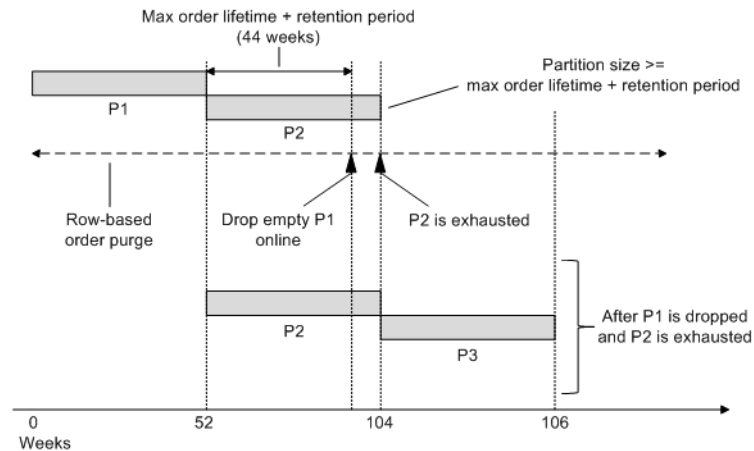 Max order lifetime + retention period
(44 weeks)
Partition size >=
max order lifetime + retention period
P1
P2
Row-based
order purge
Drop empty P1
online
P2 is exhausted
P2
P3
After P1 is dropped
and P2 is exhausted
0
52
104
106
Weeks